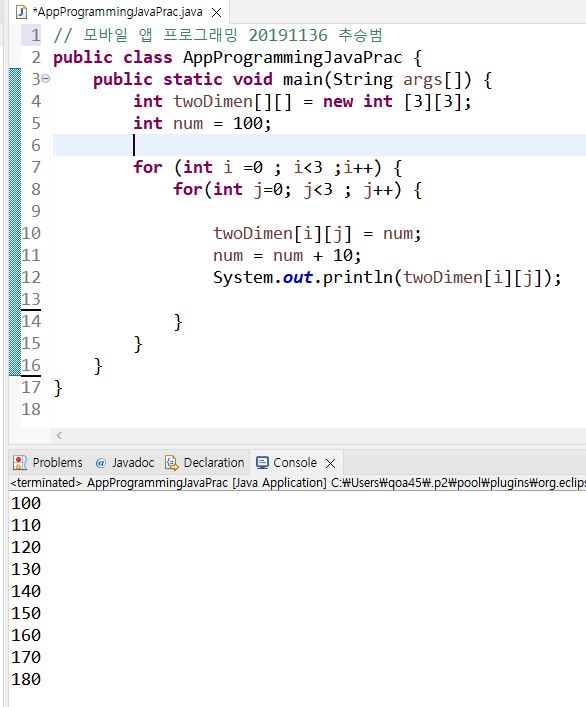 *AppProgrammingJavaPrac.java
1 // 모바일 앱 프로그래밍 20191136 추승범
2 public class AppProgrammingJavaPrac {
3 public static void main(String args[]) {
4 int twoDimen[][] = new int [3][3];
5 int num = 100;
6
7 for (int i =0 ; i<3 ;i++) {
8 for(int j=0; j<3 ; j++) {
9
10 twoDimen[i][j] = num;
11 num = num + 10;
12 System.out.println(twoDimen[i][j]);
13
14 }
15 }
16 }
17 }
18
Problems @ Javadoc Declaration Console
<terminated> AppProgrammingJavaPrac [Java Application] C:₩Users₩qoa45₩.p2₩pool₩plugins₩org.eclips
100
110
120
130
140
150
160
170
180